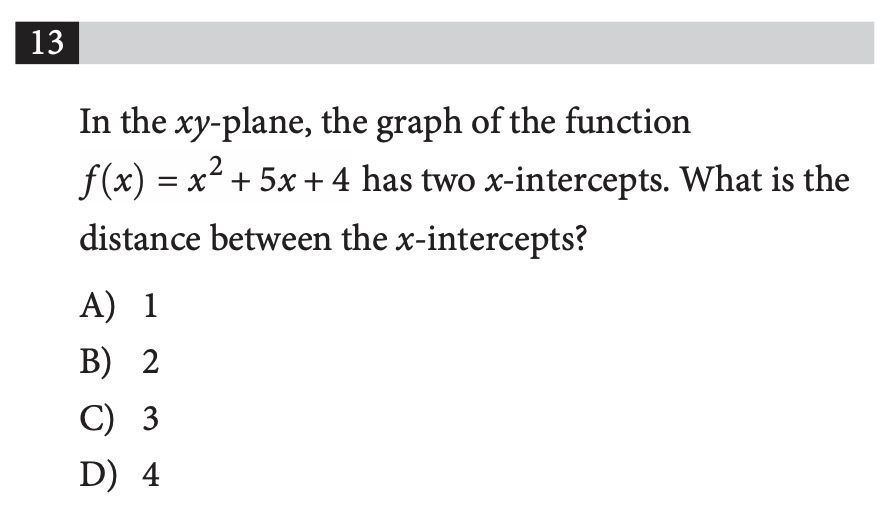 13
In the xy-plane, the graph of the function
f(x) = x² + 5x + 4 has two x-intercepts. What is the
distance between the x-intercepts?
A) 1
B) 2
C) 3
D) 4